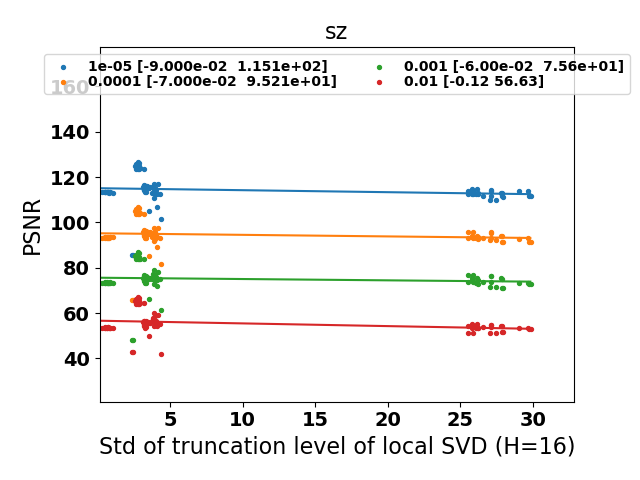 sz
1e-05 [-9.000e-02  1.151e+02]
0.0001 [-7.000e-02  9.521e+01]
0.001 [-6.00e-02  7.56e+01]
0.01 [-0.12 56.63]
160
140
120
100
80
60
40
PSNR
5 10 15 20 25 30
Std of truncation level of local SVD (H=16)